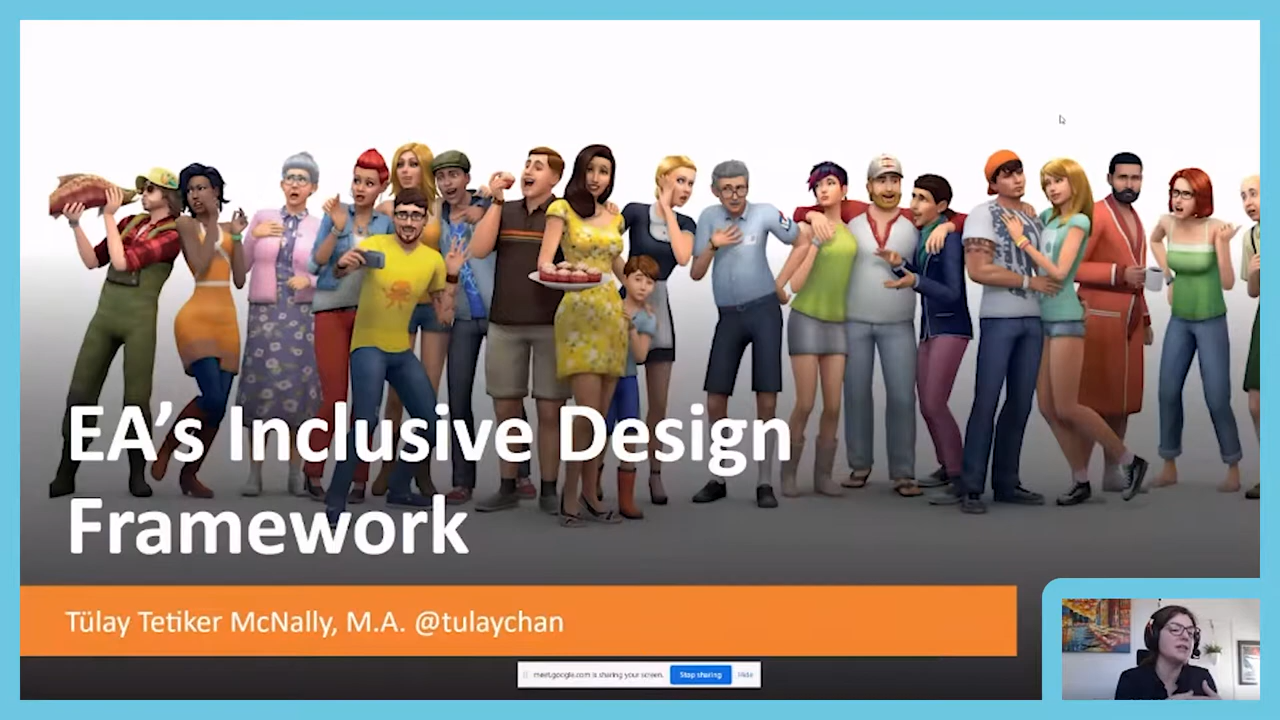 EA's Inclusive Design
Framework
Tülay Tetiker McNally, M.A. @tulaychan
meet.google.com is sharing your screen. Stop sharing Hide